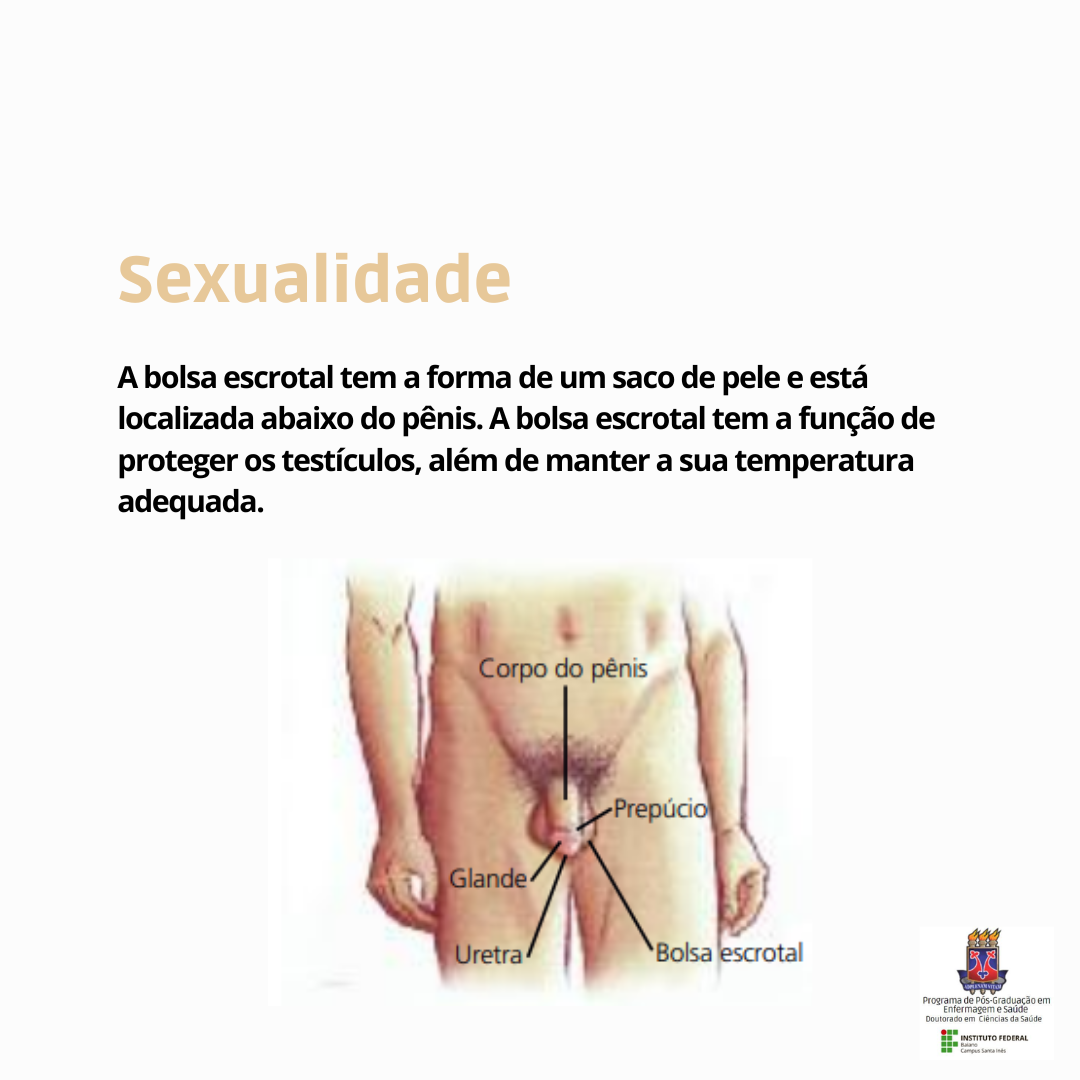 Sexualidade
A bolsa escrotal tem a forma de um saco de pele e está
localizada abaixo do pênis. A bolsa escrotal tem a função de
proteger os testículos, além de manter a sua temperatura
adequada.
Corpo do pênis
Prepúcio
Glande
Uretra
Bolsa escrotal
Programa de Pós-Graduação em
Enfermagem e Saúde
Doutorado em Ciências da Saúde
INSTITUTO FEDERAL
Baiano
Campus Santa Inês